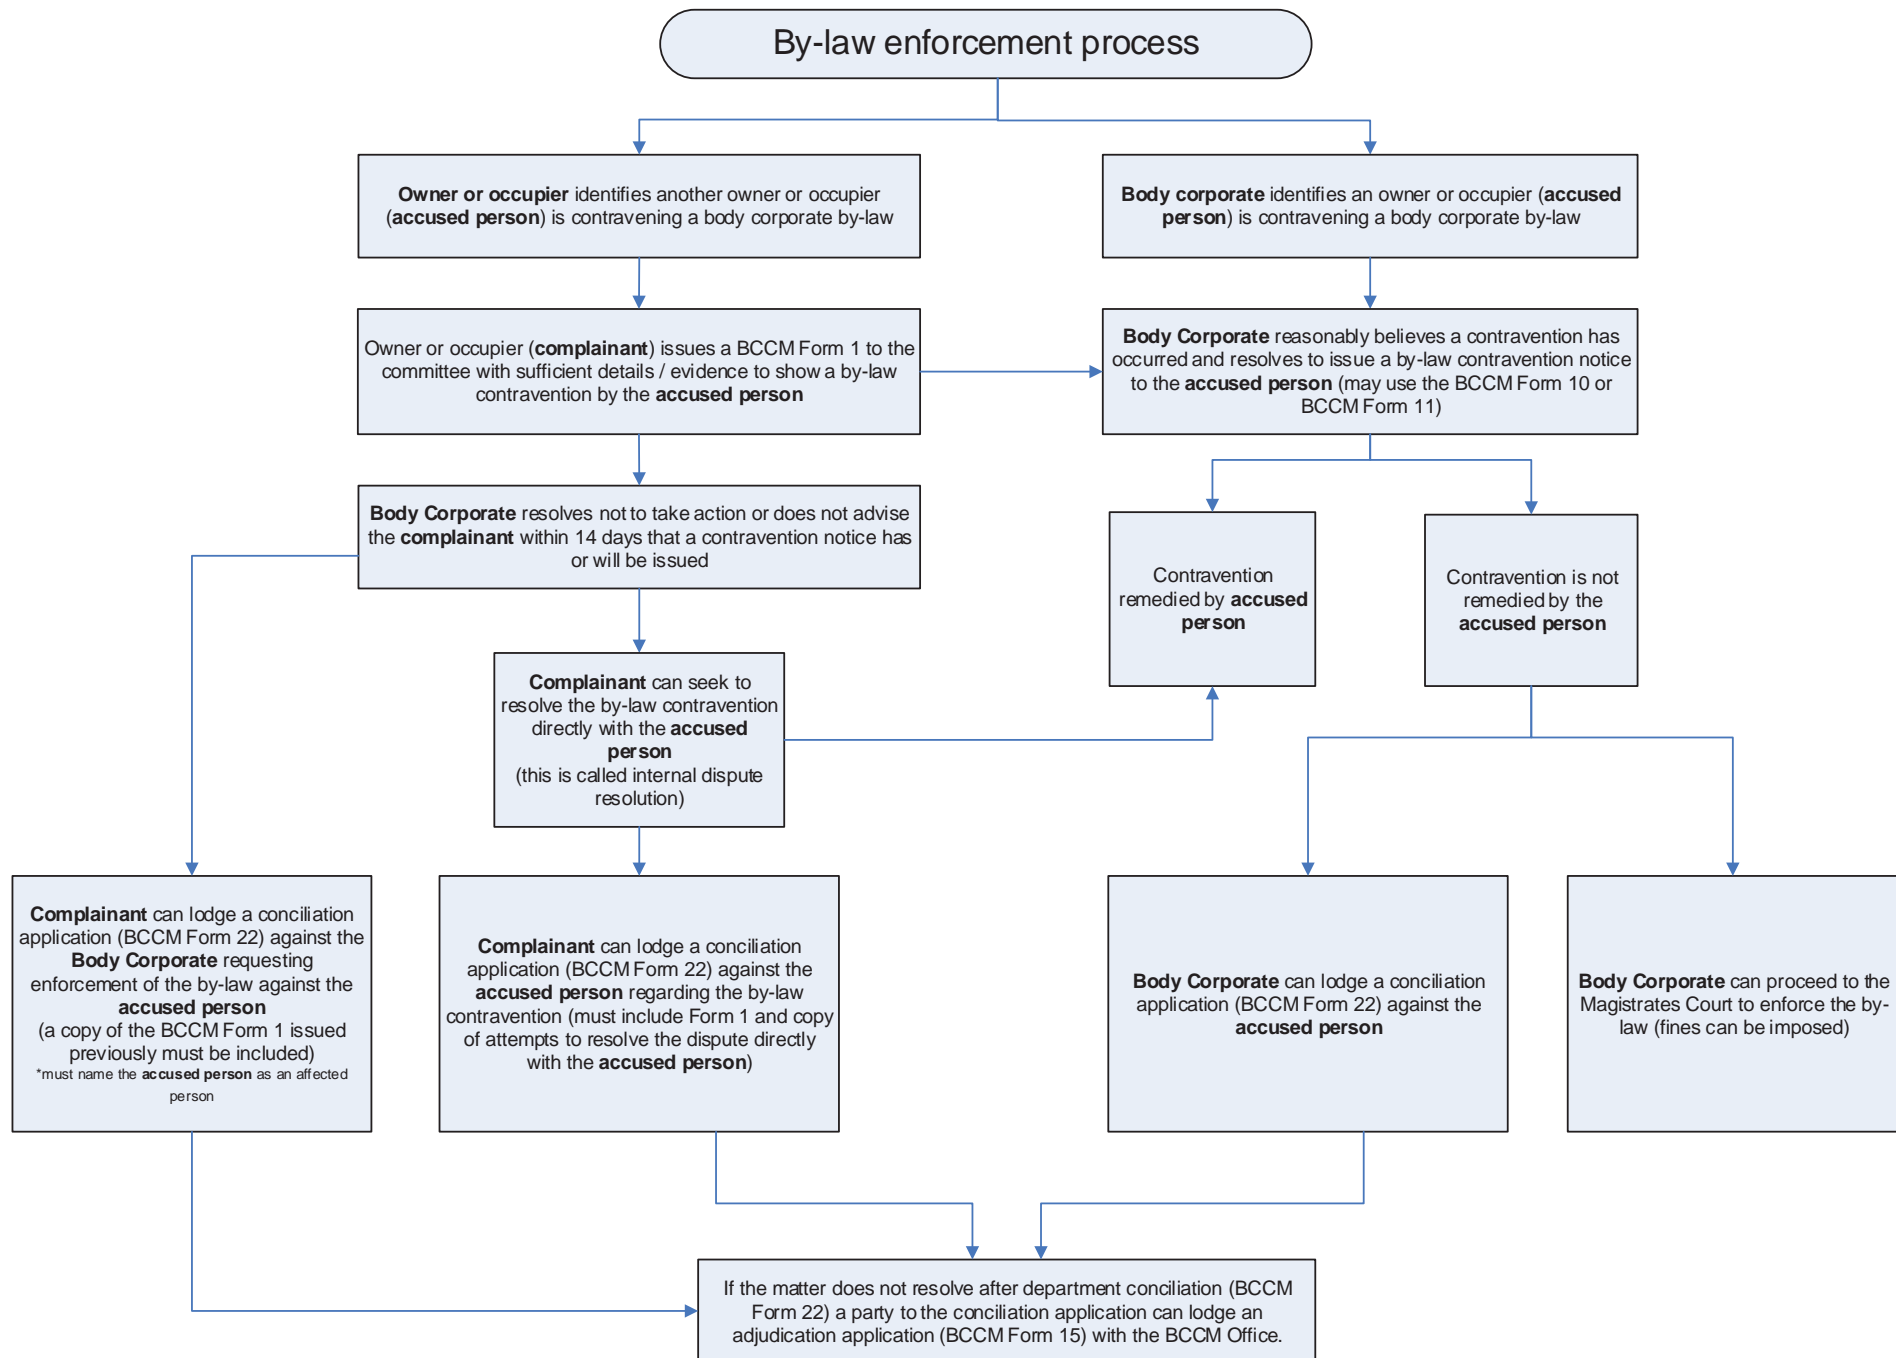 By-law enforcement process
Owner or occupier identifies another owner or occupier
(accused person) is contravening a body corporate by-law
Body corporate identifies an owner or occupier (accused
person) is contravening a body corporate by-law
Owner or occupier (complainant) issues a BCCM Form 1 to the
committee with sufficient details / evidence to show a by-law
contravention by the accused person
Body Corporate reasonably believes a contravention has
occurred and resolves to issue a by-law contravention notice
to the accused person (may use the BCCM Form 10 or
BCCM Form 11)
Body Corporate resolves not to take action or does not advise
the complainant within 14 days that a contravention notice has
or will be issued
Contravention
remedied by accused
person
Contravention is not
remedied by the
accused person
Complainant can seek to
resolve the by-law contravention
directly with the accused
person
(this is called internal dispute
resolution)
Complainant can lodge a conciliation
application (BCCM Form 22) against the
Body Corporate requesting
enforcement of the by-law against the
accused person
(a copy of the BCCM Form 1 issued
previously must be included)
*must name the accused person as an affected
person
Complainant can lodge a conciliation
application (BCCM Form 22) against the
accused person regarding the by-law
contravention (must include Form 1 and copy
of attempts to resolve the dispute directly
with the accused person)
Body Corporate can lodge a conciliation
application (BCCM Form 22) against the
accused person
Body Corporate can proceed to the
Magistrates Court to enforce the by-
law (fines can be imposed)
If the matter does not resolve after department conciliation (BCCM
Form 22) a party to the conciliation application can lodge an
adjudication application (BCCM Form 15) with the BCCM Office.